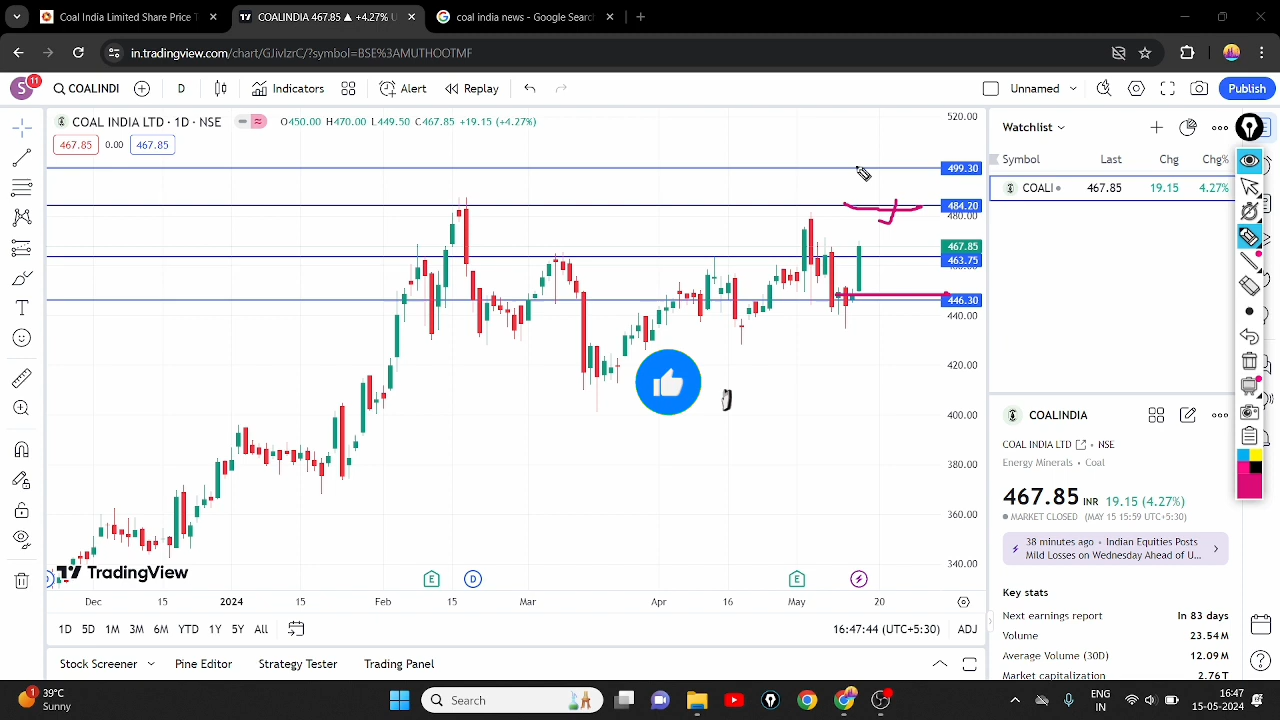 Coal India Limited Share Price T
COALINDIA 467.85 ▲ +4.27% U
coal india news - Google Search
in.tradingview.com/chart/GJivlzrC/?symbol=BSE%3AMUTHOOTMF
S 11 COALINDI D Indicators Alert Replay Unnamed Publish
COAL INDIA LTD · 1D · NSE O450.00 H470.00 L449.50 C467.85 +19.15 (+4.27%)
467.85 0.00 467.85
520.00
499.30
484.20
480.00
467.85
463.75
446.30
440.00
420.00
400.00
380.00
360.00
340.00
TradingView
E D E
Dec 15 2024 15 Feb 15 Mar Apr 16 May 20
1D 5D 1M 3M 6M YTD 1Y 5Y All 16:47:44 (UTC+5:30) ADJ
Stock Screener Pine Editor Strategy Tester Trading Panel
Watchlist
Symbol Last Chg Chg%
COALI 467.85 19.15 4.27%
COALINDIA
COAL INDIA LTD · NSE
Energy Minerals • Coal
467.85 INR 19.15 (4.27%)
MARKET CLOSED (MAY 15 15:59 UTC+5:30)
38 minutes ago • Indian Equities Posts
Mild Losses on Wednesday Ahead of U...
Key stats
Next earnings report In 83 days
Volume 23.54 M
Average Volume (30D) 12.09 M
Market capitalization 2.76 T
1 39°C
Sunny
Search
ENG
IN
16:47
15-05-2024